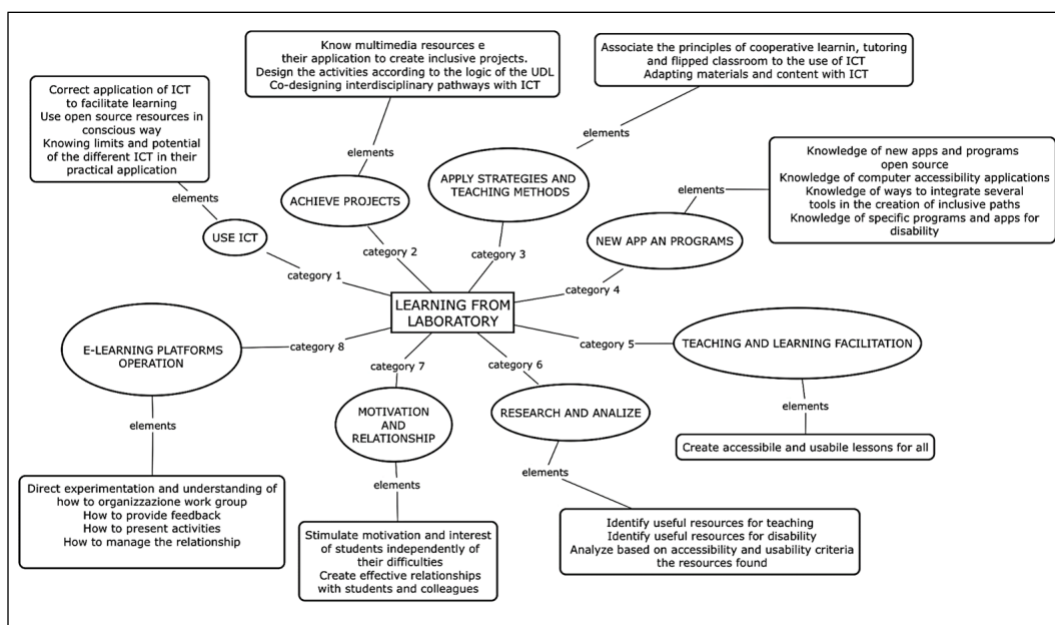 Know multimedia resources e
their application to create inclusive projects.
Design the activities according to the logic of the UDL
Co-designing interdisciplinary pathways with ICT
Associate the principles of cooperative learnin, tutoring
and flipped classroom to the use of ICT
Adapting materials and content with ICT
Correct application of ICT
to facilitate learning
Use open source resources in
conscious way
Knowing limits and potential
of the different ICT in their
practical application
elements
elements
Knowledge of new apps and programs
open source
Knowledge of computer accessibility applications
Knowledge of ways to integrate several
tools in the creation of inclusive paths
Knowledge of specific programs and apps for
disability
elements
elements
ACHIEVE PROJECTS
APPLY STRATEGIES AND
TEACHING METHODS
USE ICT
NEW APP AN PROGRAMS
category 1
category 2
category 3
category 4
LEARNING FROM
LABORATORY
E-LEARNING PLATFORMS
OPERATION
category 8
category 7
category 6
category 5
TEACHING AND LEARNING FACILITATION
MOTIVATION
AND
RELATIONSHIP
RESEARCH AND ANALIZE
elements
elements
elements
elements
Create accessibile and usabile lessons for all
Direct experimentation and understanding of
how to organizzazione work group
How to provide feedback
How to present activities
How to manage the relationship
Stimulate motivation and interest
of students independently of
their difficulties
Create effective relationships
with students and colleagues
Identify useful resources for teaching
Identify useful resources for disability
Analyze based on accessibility and usability criteria
the resources found